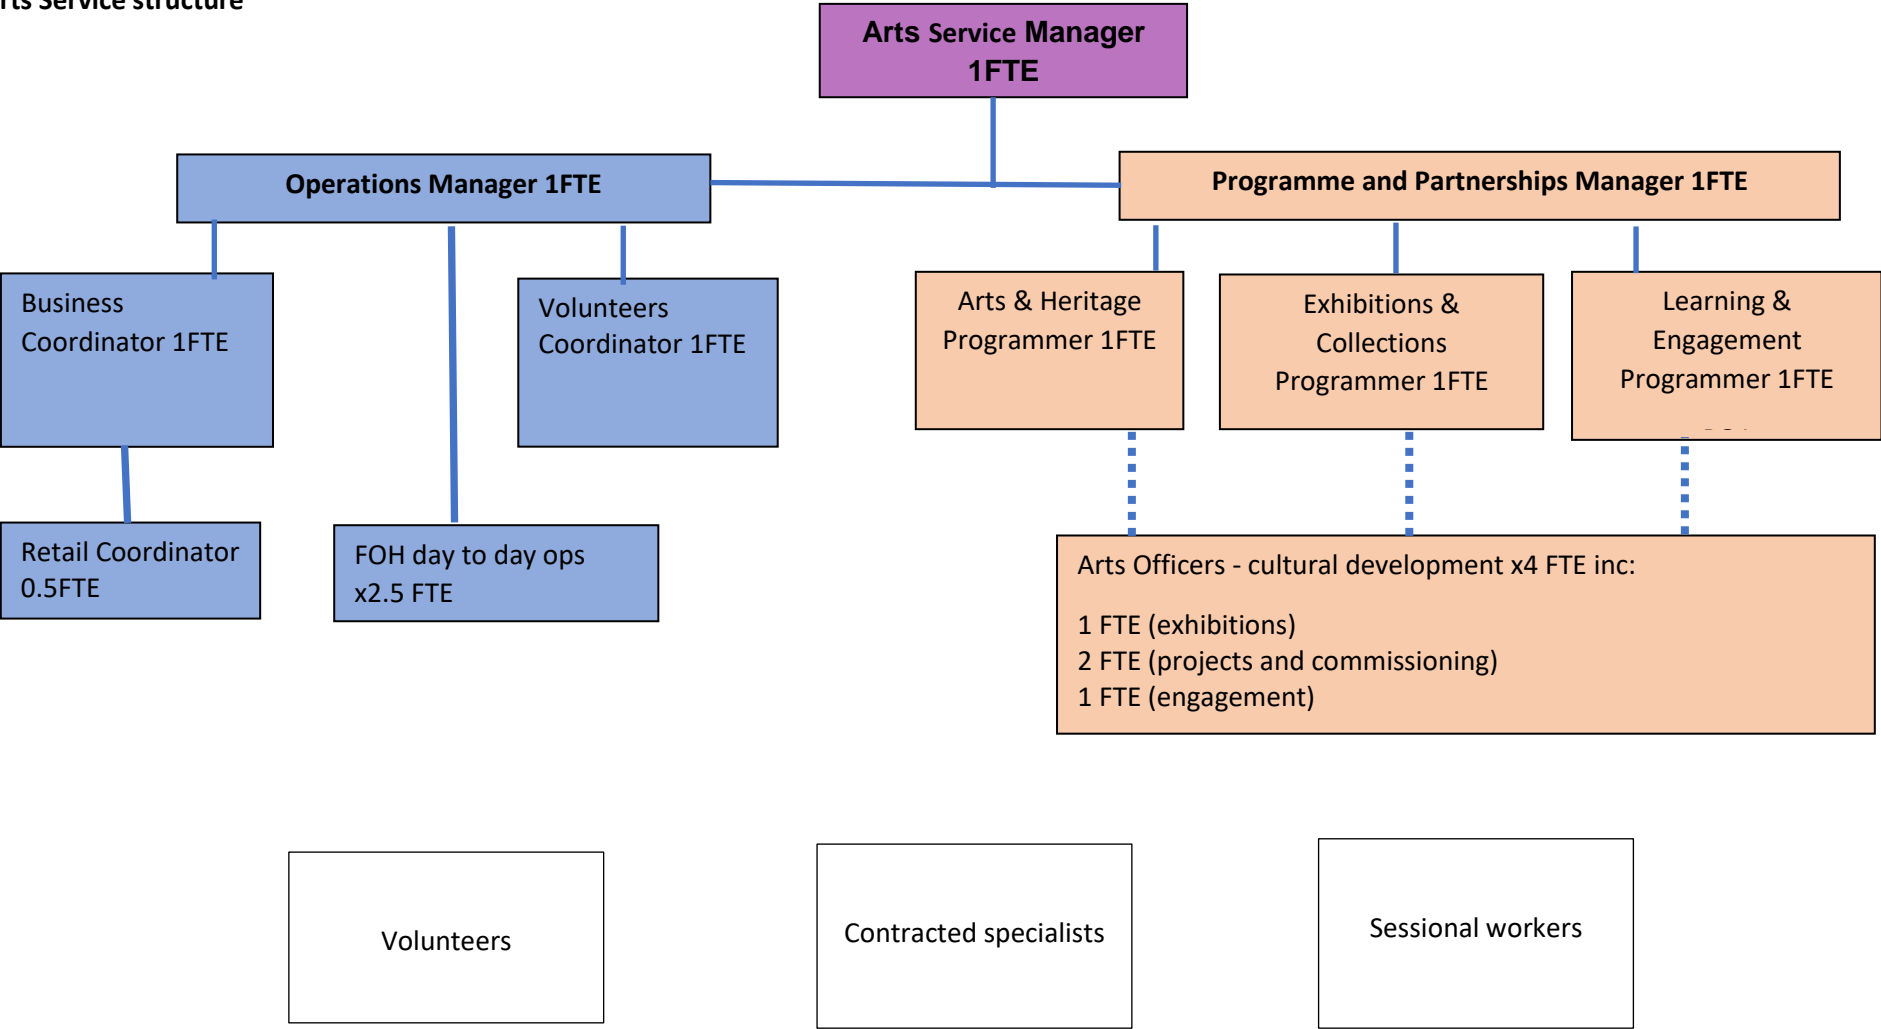 Service structure
Arts Service Manager
1FTE
Operations Manager 1FTE
Programme and Partnerships Manager 1FTE
Business
Coordinator 1FTE
Volunteers
Coordinator 1FTE
Arts & Heritage
Programmer 1FTE
Exhibitions &
Collections
Programmer 1FTE
Learning &
Engagement
Programmer 1FTE
Retail Coordinator
0.5FTE
FOH day to day ops
x2.5 FTE
Arts Officers - cultural development x4 FTE inc:
1 FTE (exhibitions)
2 FTE (projects and commissioning)
1 FTE (engagement)
Volunteers
Contracted specialists
Sessional workers